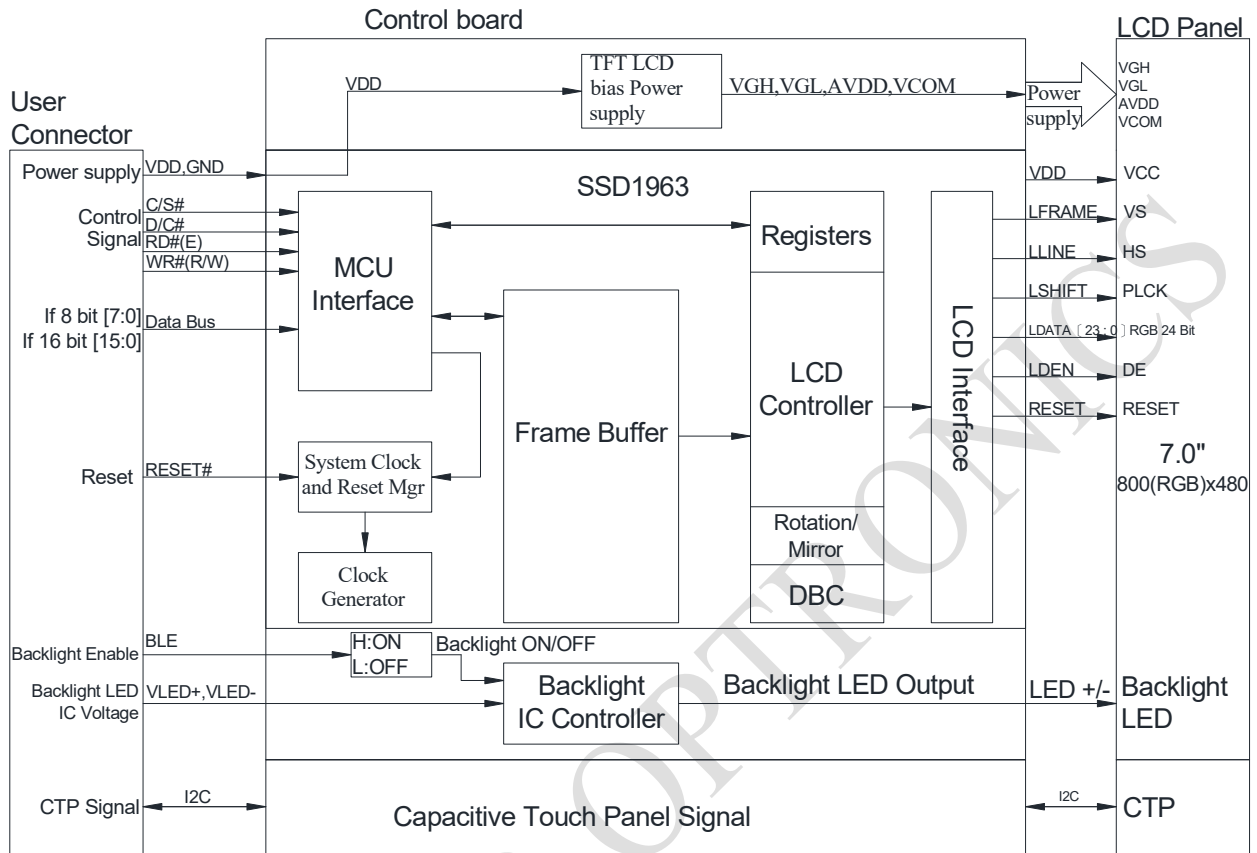 Control board
LCD Panel
User
Connector
VDD
TFT LCD
bias Power
supply
VGH,VGL,AVDD,VCOM
Power
supply
VGH
VGL
AVDD
VCOM
Power supply
VDD,GND
SSD1963
VDD
VCC
Control
Signal
C/S#
D/C#
RD#(E)
WR#(R/W)
MCU
Interface
Registers
LCD Interface
LFRAME
VS
LLINE
HS
LSHIFT
PLCK
If 8 bit [7:0]
If 16 bit [15:0]
Data Bus
LDATA〔23:0〕RGB 24 Bit
LCD
Controller
LDEN
DE
Frame Buffer
RESET
RESET
7.0"
800(RGB)x480
Reset
RESET#
System Clock
and Reset Mgr
Rotation/
Mirror
Clock
Generator
DBC
Backlight Enable
BLE
H:ON
L:OFF
Backlight ON/OFF
Backlight LED
IC Voltage
VLED+,VLED-
Backlight
IC Controller
Backlight LED Output
LED +/-
Backlight
LED
CTP Signal
I2C
Capacitive Touch Panel Signal
I2C
CTP
OPTRONICS